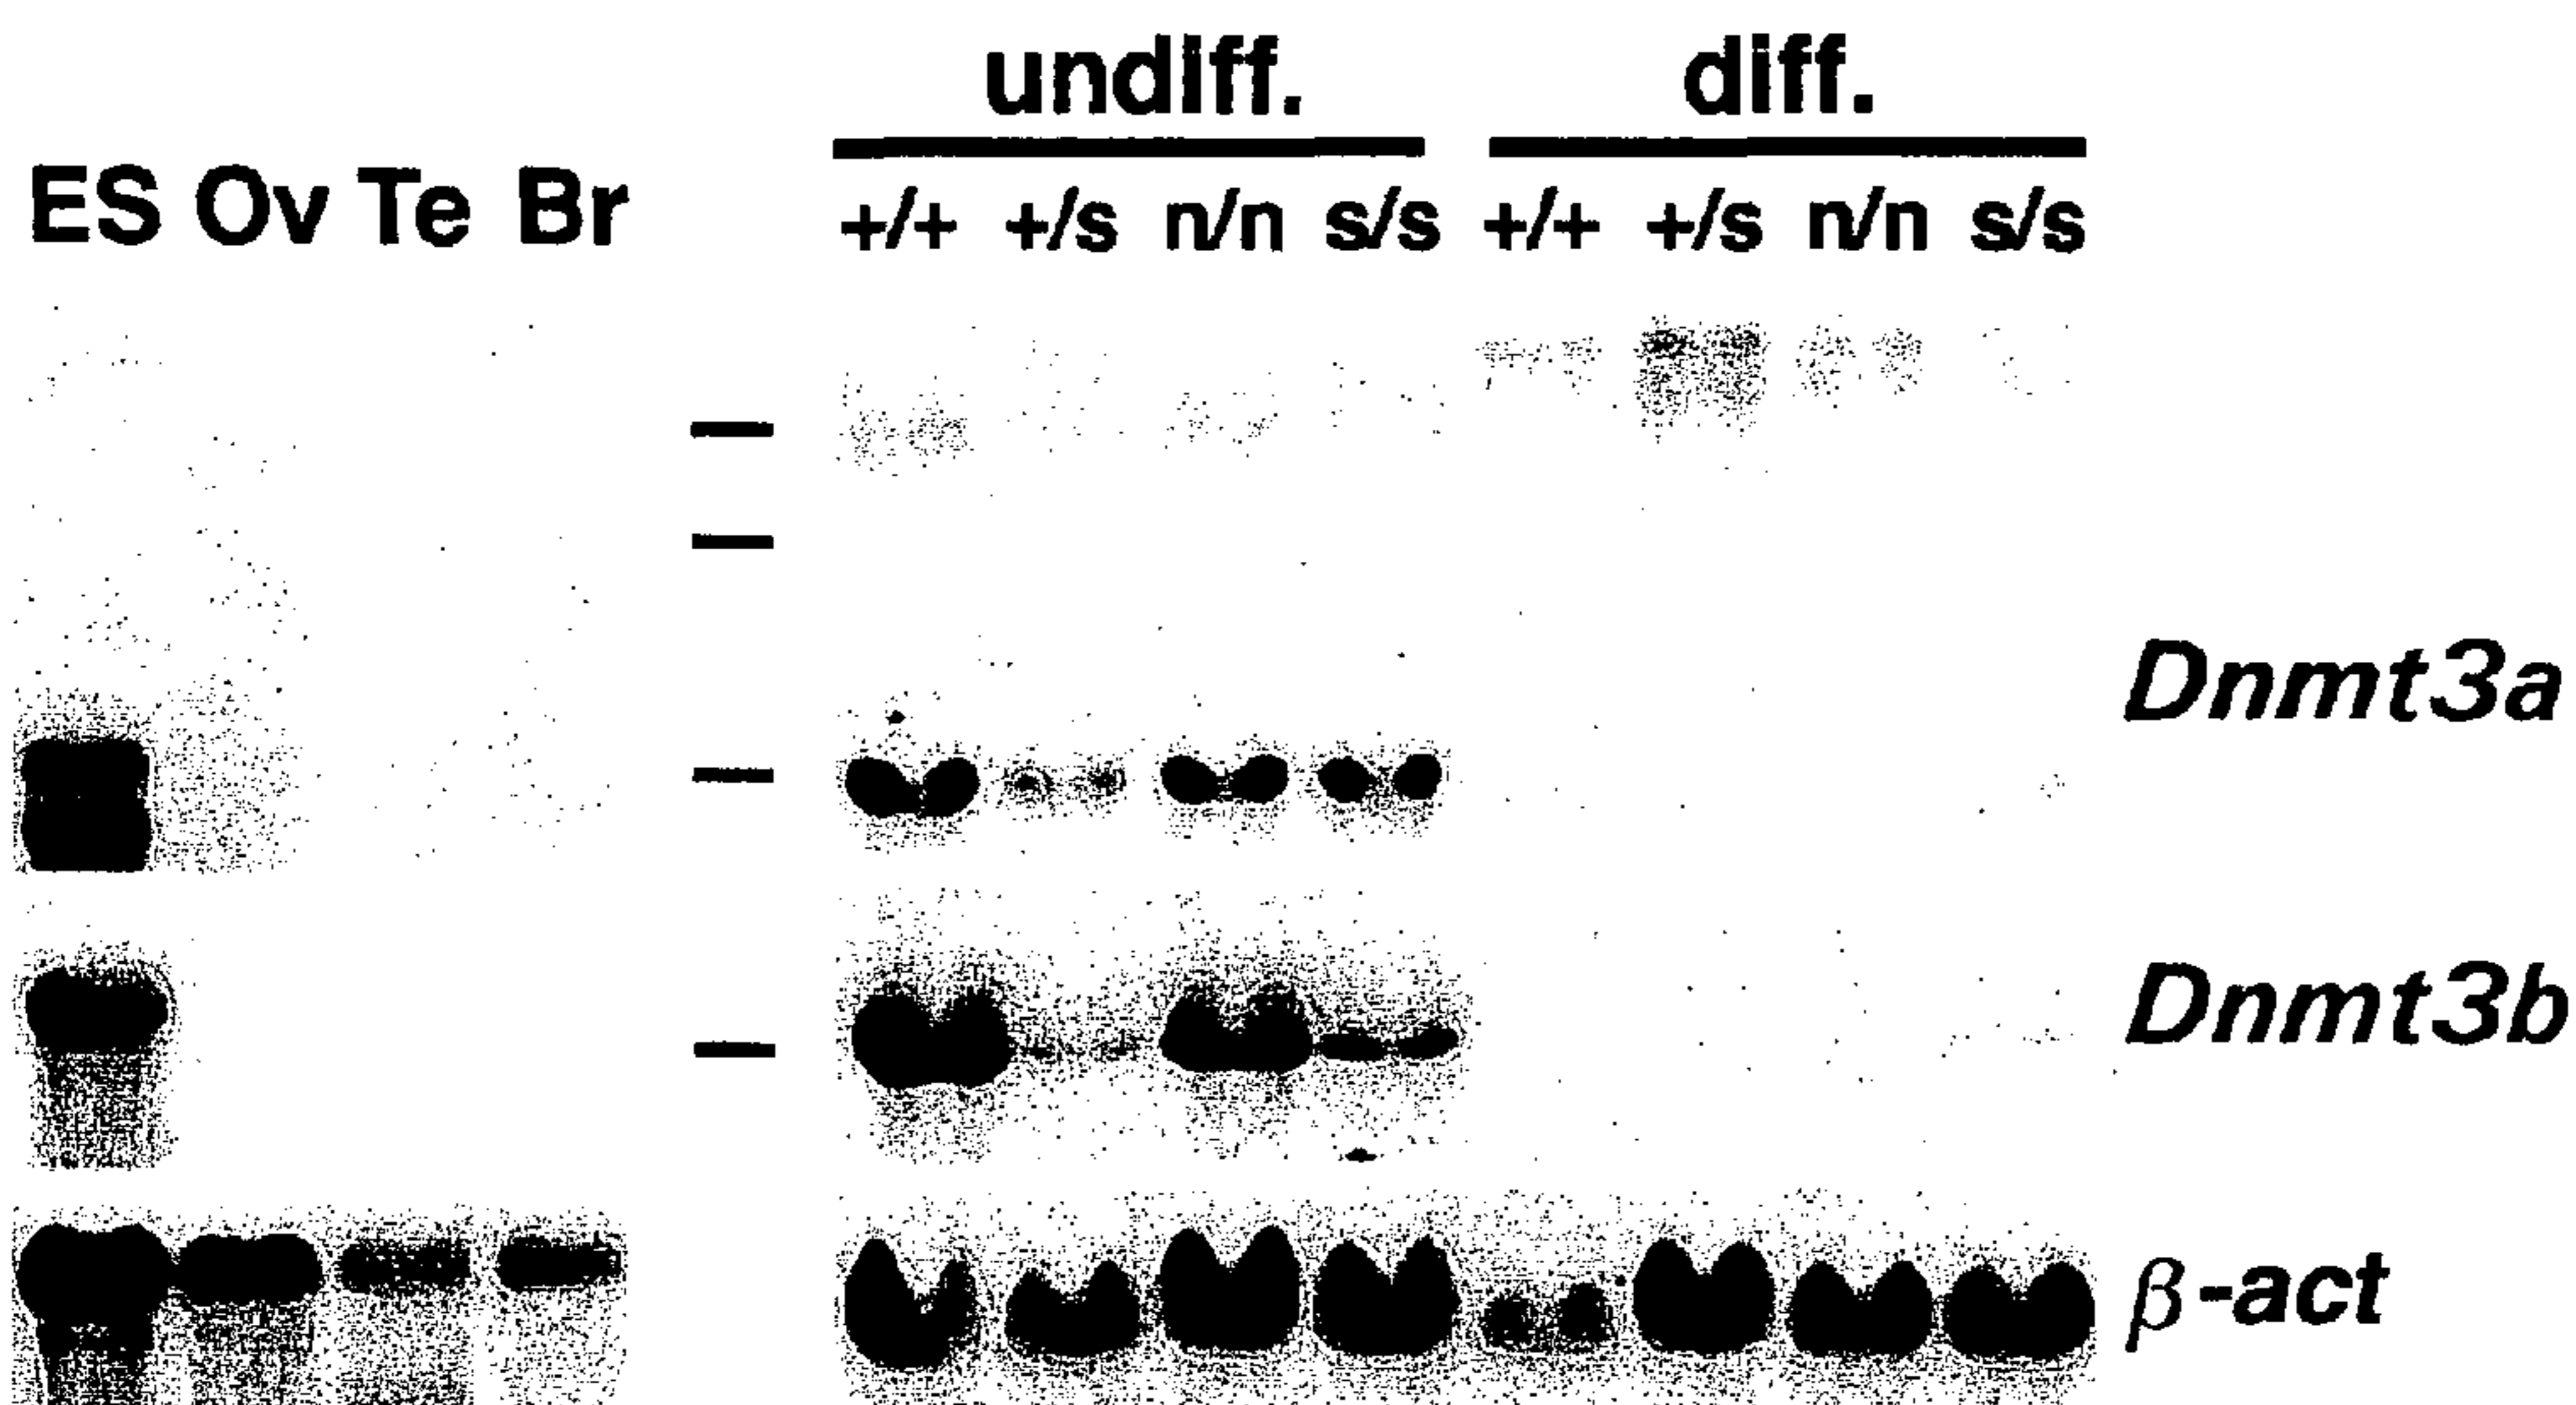 undiff. diff.
ES Ov Te Br +/+ +/s n/n s/s +/+ +/s n/n s/s
Dnmt3a
Dnmt3b
β-act